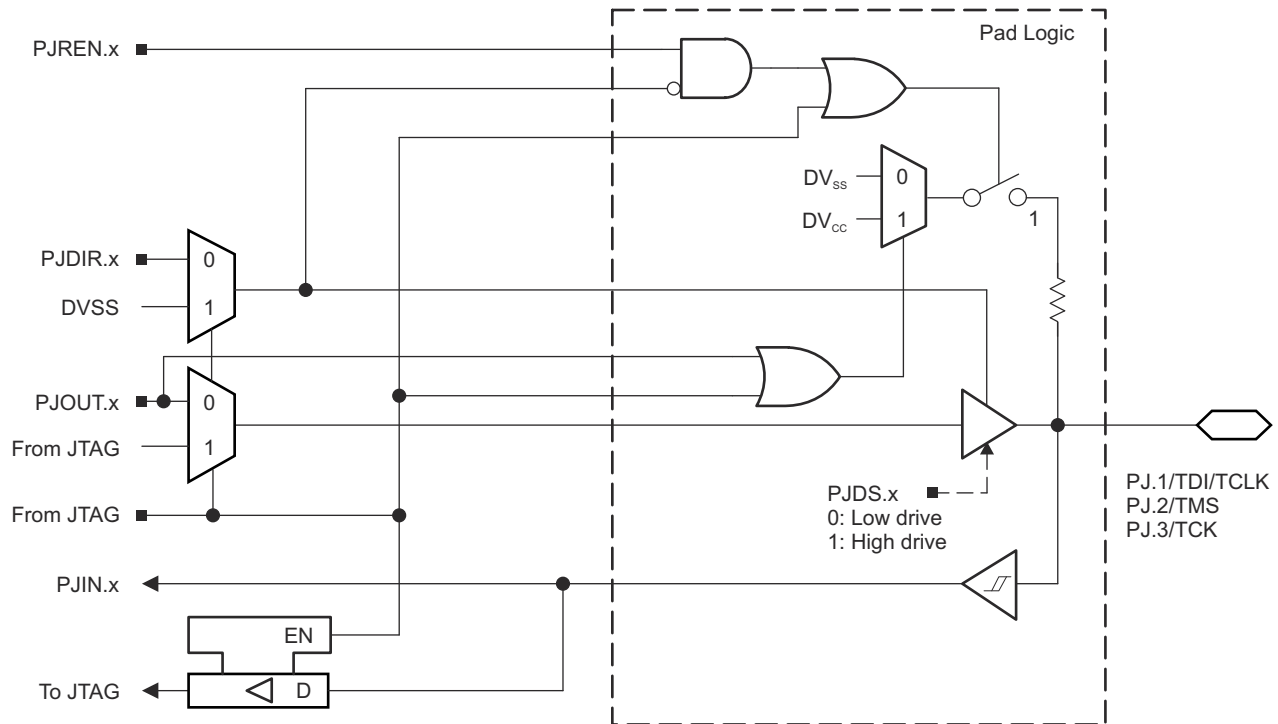 Pad Logic
PJREN.x
DVSS
0
DVCC
1
1
PJDIR.x
0
DVSS
1
PJOUT.x
0
From JTAG
1
PJDS.x
0: Low drive
1: High drive
PJ.1/TDI/TCLK
PJ.2/TMS
PJ.3/TCK
From JTAG
PJIN.x
EN
To JTAG
D